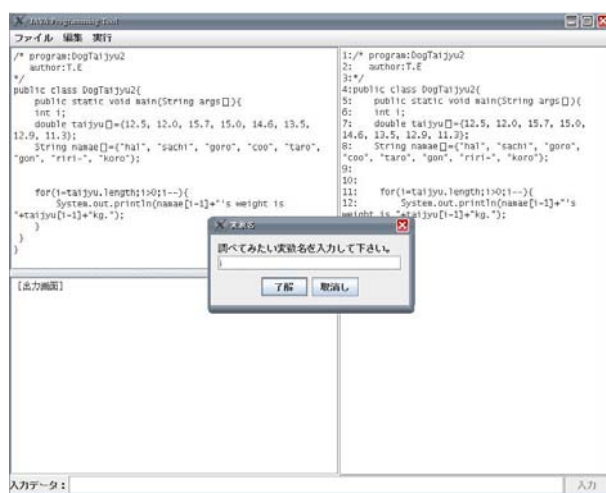 JAVA Programming Tool
ファイル 編集 実行
/* program:DogTaijyu2
author:T.E
*/
public class DogTaijyu2{
public static void main(String args[]){
int i;
double taijyu[]={12.5, 12.0, 15.7, 15.0, 14.6, 13.5,
12.9, 11.3};
String namae[]={"hal", "sachi", "goro", "coo", "taro",
"gon", "riri-", "koro"};
for(i=taijyu.length;i>0;i--){
System.out.println(namae[i-1]+"'s weight is
"+taijyu[i-1]+"kg.");
}
}
}
1:/* program:DogTaijyu2
2: author:T.E
3:*/
4:public class DogTaijyu2{
5: public static void main(String args[]){
6: int i;
7: double taijyu[]={12.5, 12.0, 15.7, 15.0,
14.6, 13.5, 12.9, 11.3};
8: String namae[]={"hal", "sachi", "goro",
"coo", "taro", "gon", "riri-", "koro"};
9:
10:
11: for(i=taijyu.length;i>0;i--){
12: System.out.println(namae[i-1]+"'s
weight is "+taijyu[i-1]+"kg.");
変数名
調べてみたい変数名を入力して下さい。
i
了解 取消し
[出力画面]
入力データ:
入力